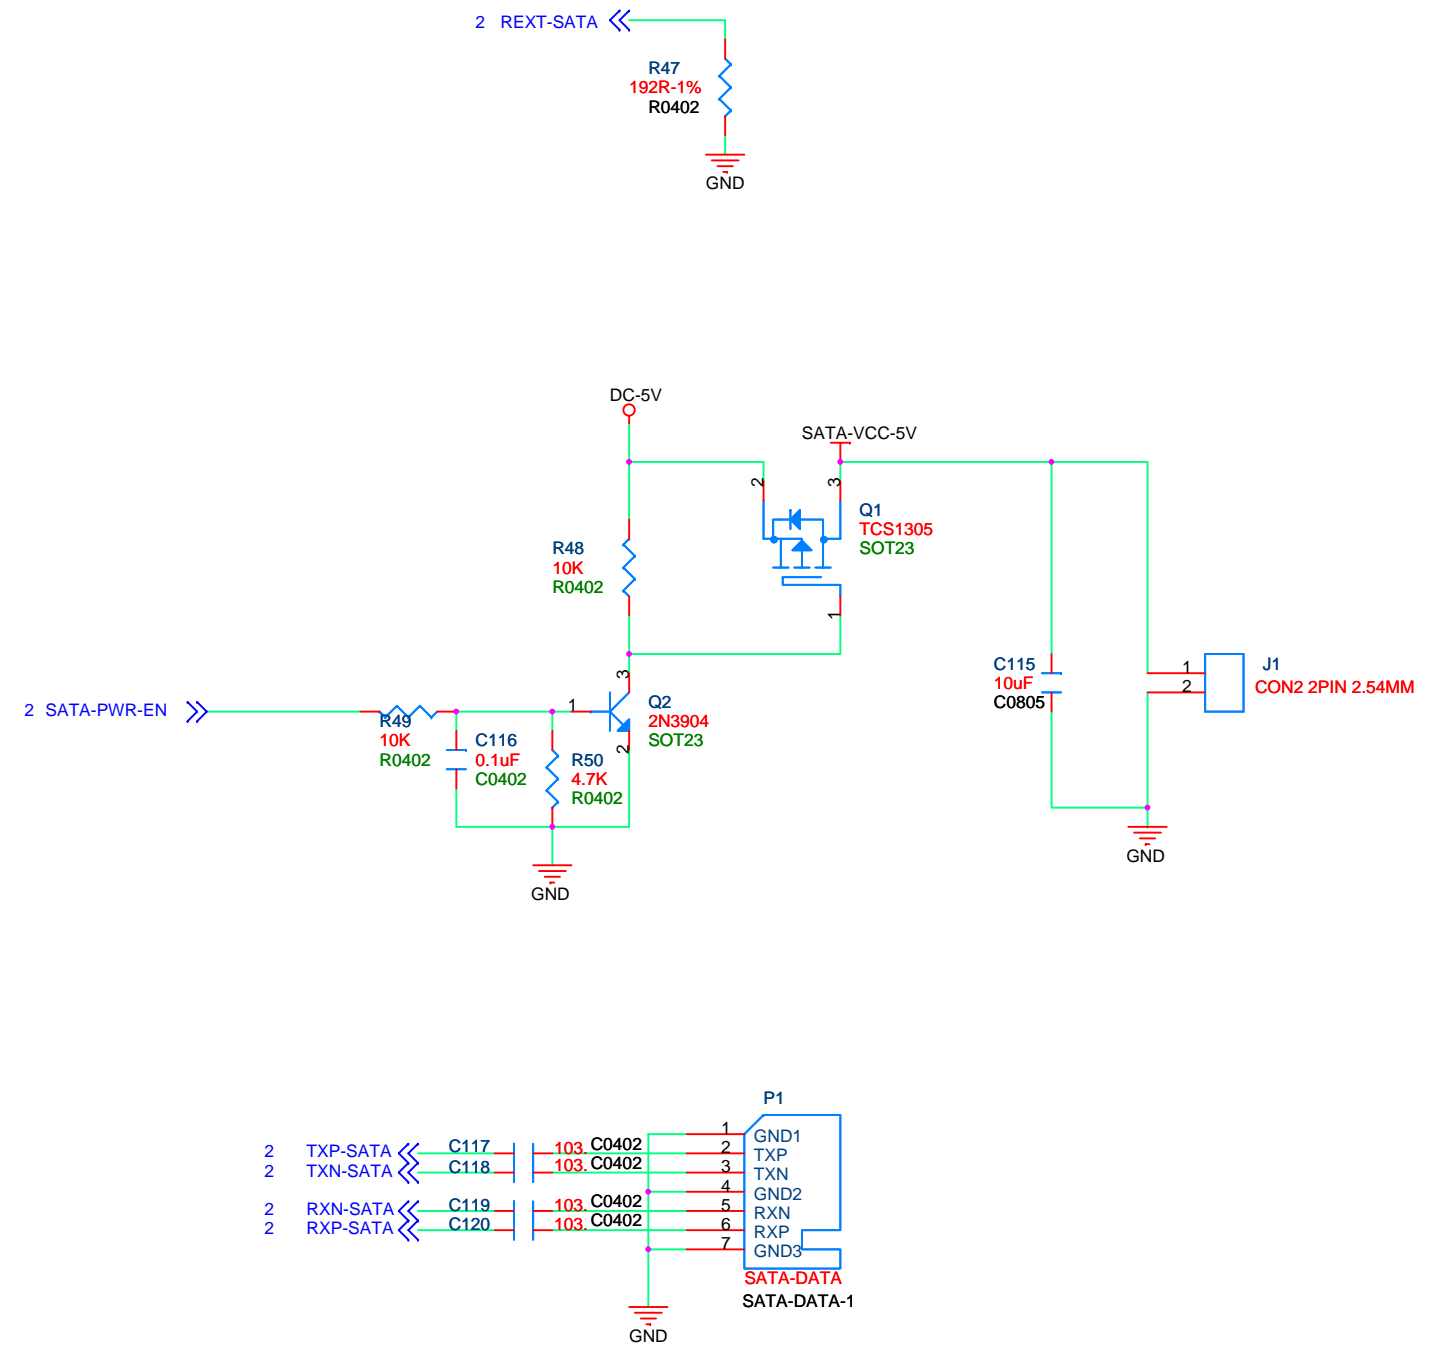 2 REXT-SATA
R47
192R-1%
R0402
GND
DC-5V
SATA-VCC-5V
2
3
Q1
TCS1305
SOT23
1
R48
10K
R0402
3
1
2
Q2
2N3904
SOT23
2 SATA-PWR-EN
R49
10K
R0402
C116
0.1uF
C0402
R50
4.7K
R0402
GND
C115
10uF
C0805
1
2
J1
CON2 2PIN 2.54MM
GND
P1
2 TXP-SATA C117 103. C0402 2 TXP
2 TXN-SATA C118 103. C0402 3 TXN
2 RXN-SATA C119 103. C0402 5 RXN
2 RXP-SATA C120 103. C0402 6 RXP
1 GND1
4 GND2
7 GND3
SATA-DATA
SATA-DATA-1
GND